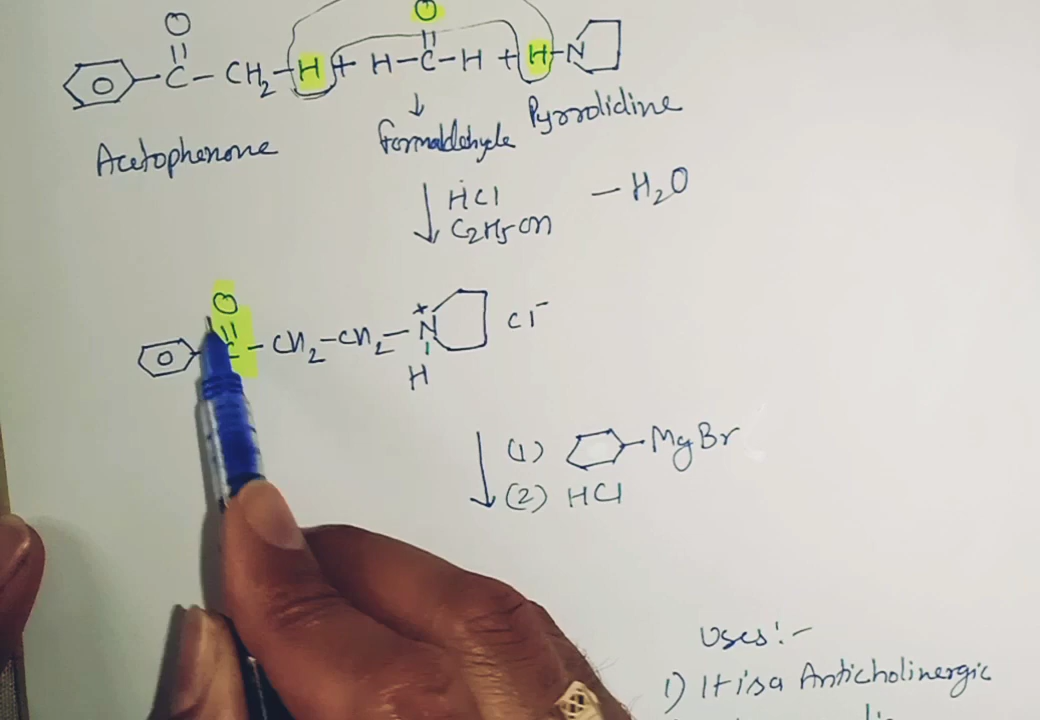 O
O
|| ||
C – CH2 – H + H – C – H + H – N
Acetophenone
Formaldehyde
Pyrrolidine
HCl
– H2O
C2H5OH
O
||
C – CH2 – CH2 – N+ Cl-
H
(1) MgBr
(2) HCl
Uses:-
1) It is a Anticholinergic